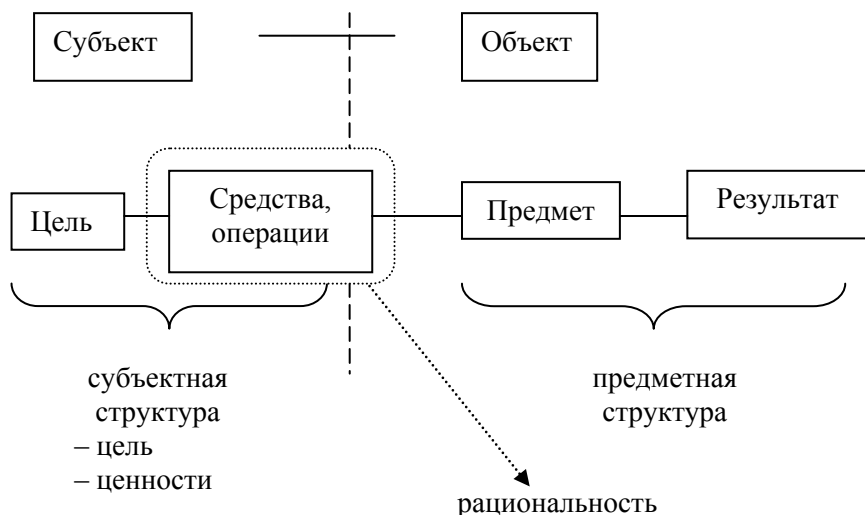 Субъект
Объект
Цель
Средства,
операции
Предмет
Результат
субъектная
структура
– цель
– ценности
предметная
структура
рациональность